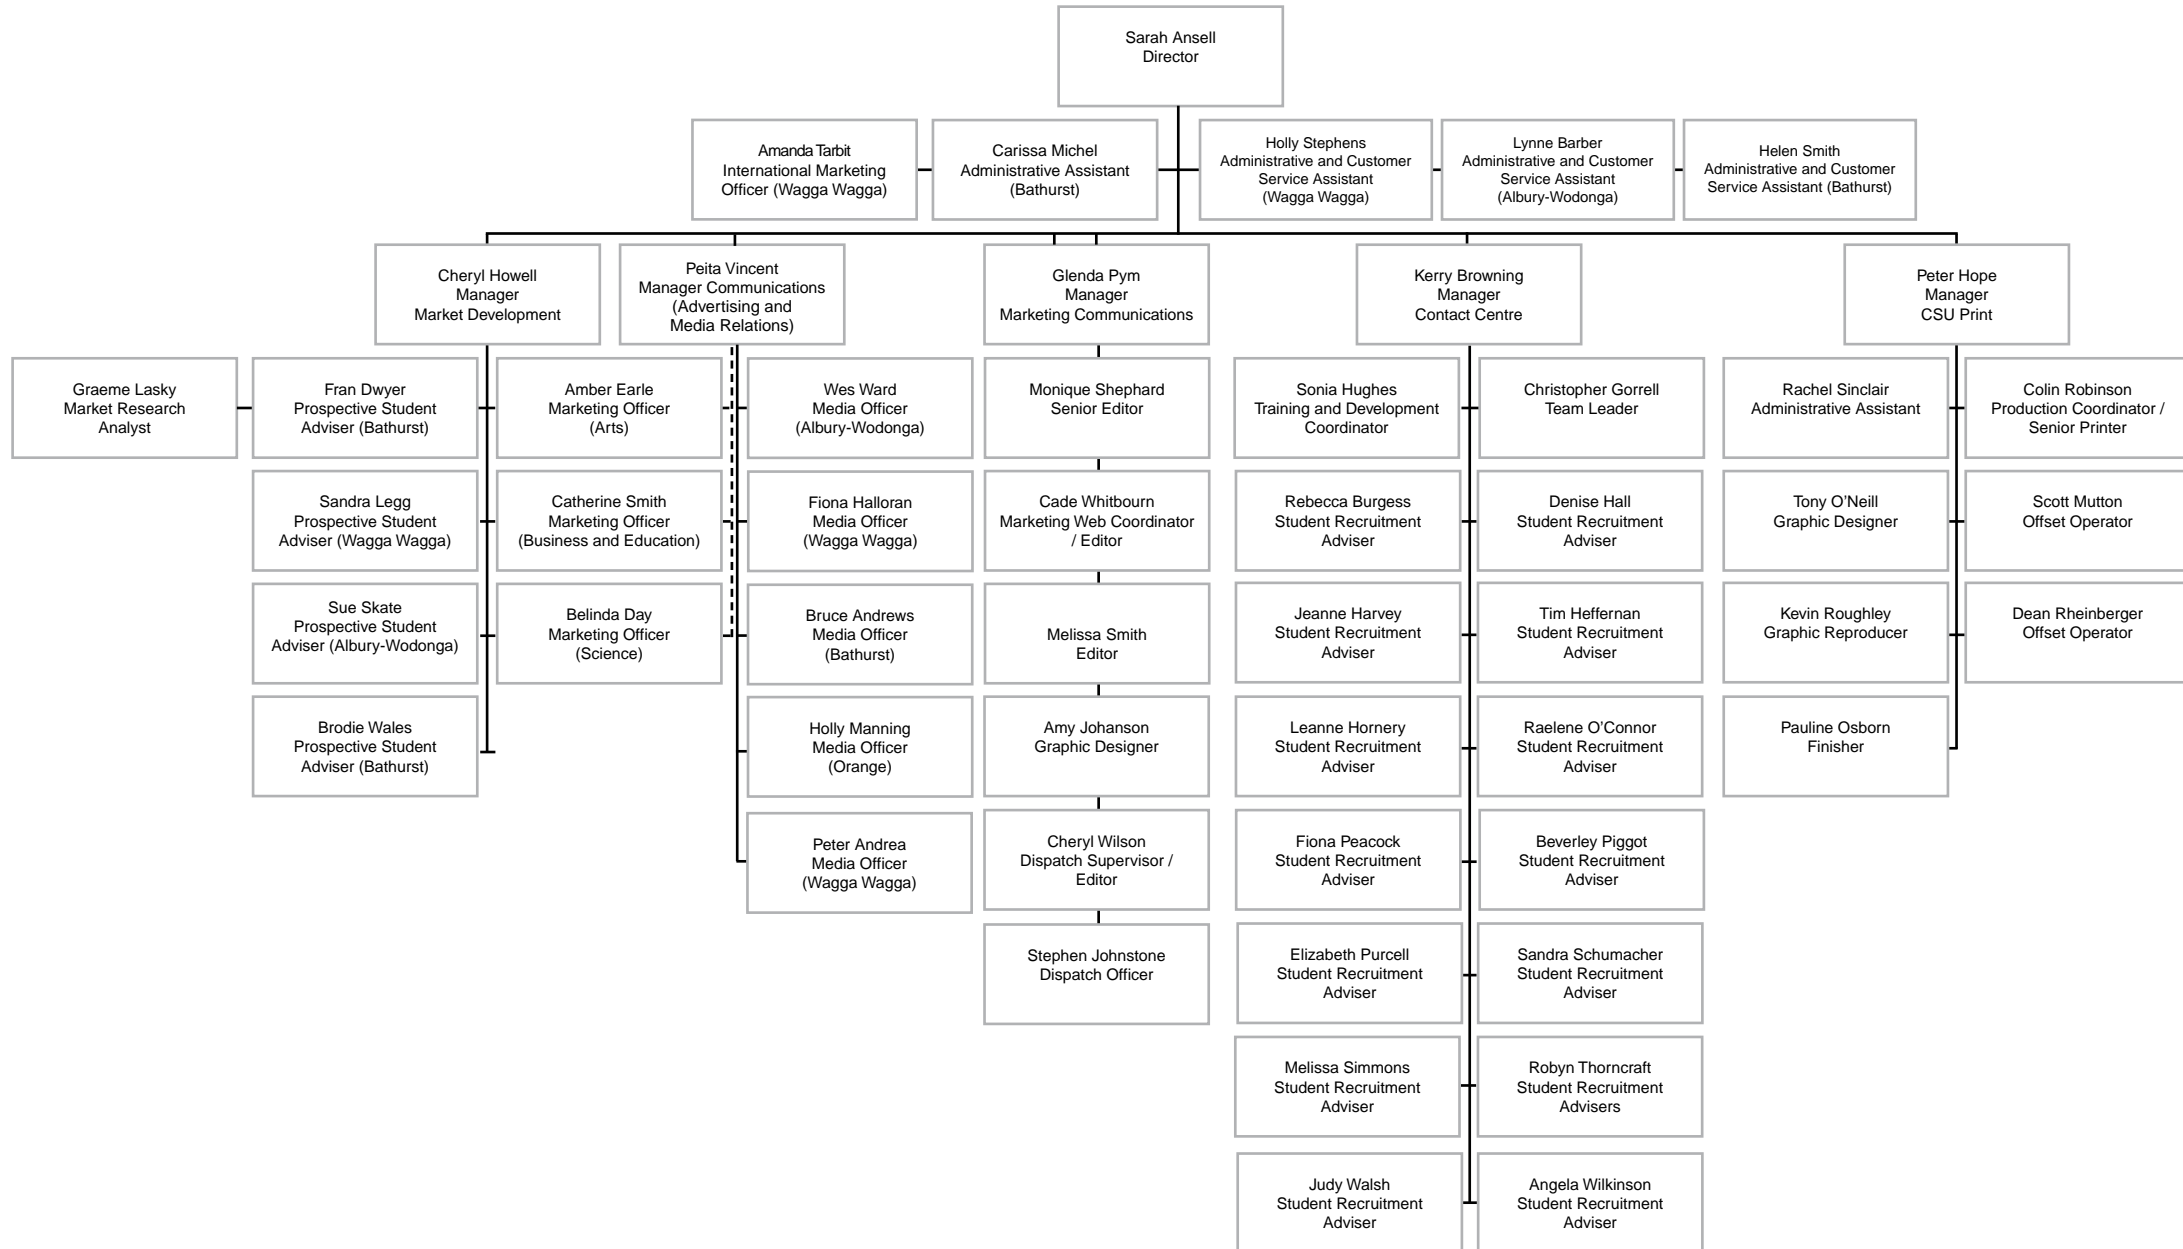 Sarah Ansell
Director
Amanda Tarbit
International Marketing
Officer (Wagga Wagga)
Carissa Michel
Administrative Assistant
(Bathurst)
Holly Stephens
Administrative and Customer
Service Assistant
(Wagga Wagga)
Lynne Barber
Administrative and Customer
Service Assistant
(Albury-Wodonga)
Helen Smith
Administrative and Customer
Service Assistant (Bathurst)
Cheryl Howell
Manager
Market Development
Peita Vincent
Manager Communications
(Advertising and
Media Relations)
Glenda Pym
Manager
Marketing Communications
Kerry Browning
Manager
Contact Centre
Peter Hope
Manager
CSU Print
Graeme Lasky
Market Research
Analyst
Fran Dwyer
Prospective Student
Adviser (Bathurst)
Amber Earle
Marketing Officer
(Arts)
Wes Ward
Media Officer
(Albury-Wodonga)
Monique Shephard
Senior Editor
Sonia Hughes
Training and Development
Coordinator
Christopher Gorrell
Team Leader
Rachel Sinclair
Administrative Assistant
Colin Robinson
Production Coordinator /
Senior Printer
Sandra Legg
Prospective Student
Adviser (Wagga Wagga)
Catherine Smith
Marketing Officer
(Business and Education)
Fiona Halloran
Media Officer
(Wagga Wagga)
Cade Whitbourn
Marketing Web Coordinator
/ Editor
Rebecca Burgess
Student Recruitment
Adviser
Denise Hall
Student Recruitment
Adviser
Tony O’Neill
Graphic Designer
Scott Mutton
Offset Operator
Sue Skate
Prospective Student
Adviser (Albury-Wodonga)
Belinda Day
Marketing Officer
(Science)
Bruce Andrews
Media Officer
(Bathurst)
Melissa Smith
Editor
Jeanne Harvey
Student Recruitment
Adviser
Tim Heffernan
Student Recruitment
Adviser
Kevin Roughley
Graphic Reproducer
Dean Rheinberger
Offset Operator
Brodie Wales
Prospective Student
Adviser (Bathurst)
Holly Manning
Media Officer
(Orange)
Amy Johanson
Graphic Designer
Leanne Hornery
Student Recruitment
Adviser
Raelene O’Connor
Student Recruitment
Adviser
Pauline Osborn
Finisher
Peter Andrea
Media Officer
(Wagga Wagga)
Cheryl Wilson
Dispatch Supervisor /
Editor
Fiona Peacock
Student Recruitment
Adviser
Beverley Piggot
Student Recruitment
Adviser
Stephen Johnstone
Dispatch Officer
Elizabeth Purcell
Student Recruitment
Adviser
Sandra Schumacher
Student Recruitment
Adviser
Melissa Simmons
Student Recruitment
Adviser
Robyn Thorncraft
Student Recruitment
Advisers
Judy Walsh
Student Recruitment
Adviser
Angela Wilkinson
Student Recruitment
Adviser